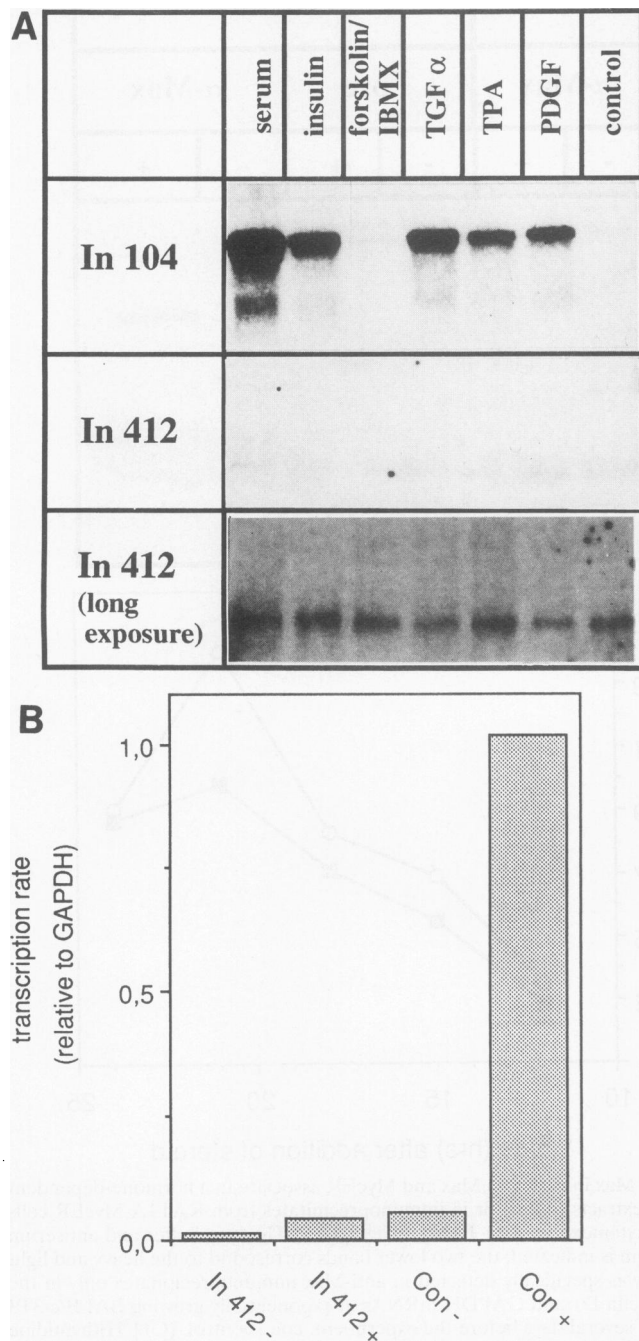 A
serum
insulin
forskolin/
IBMX
TGF α
TPA
PDGF
control
In 104
In 412
In 412
(long
exposure)
B
transcription rate
(relative to GAPDH)
1,0
0,5
0,0
In 412 -
In 412 +
Con -
Con +